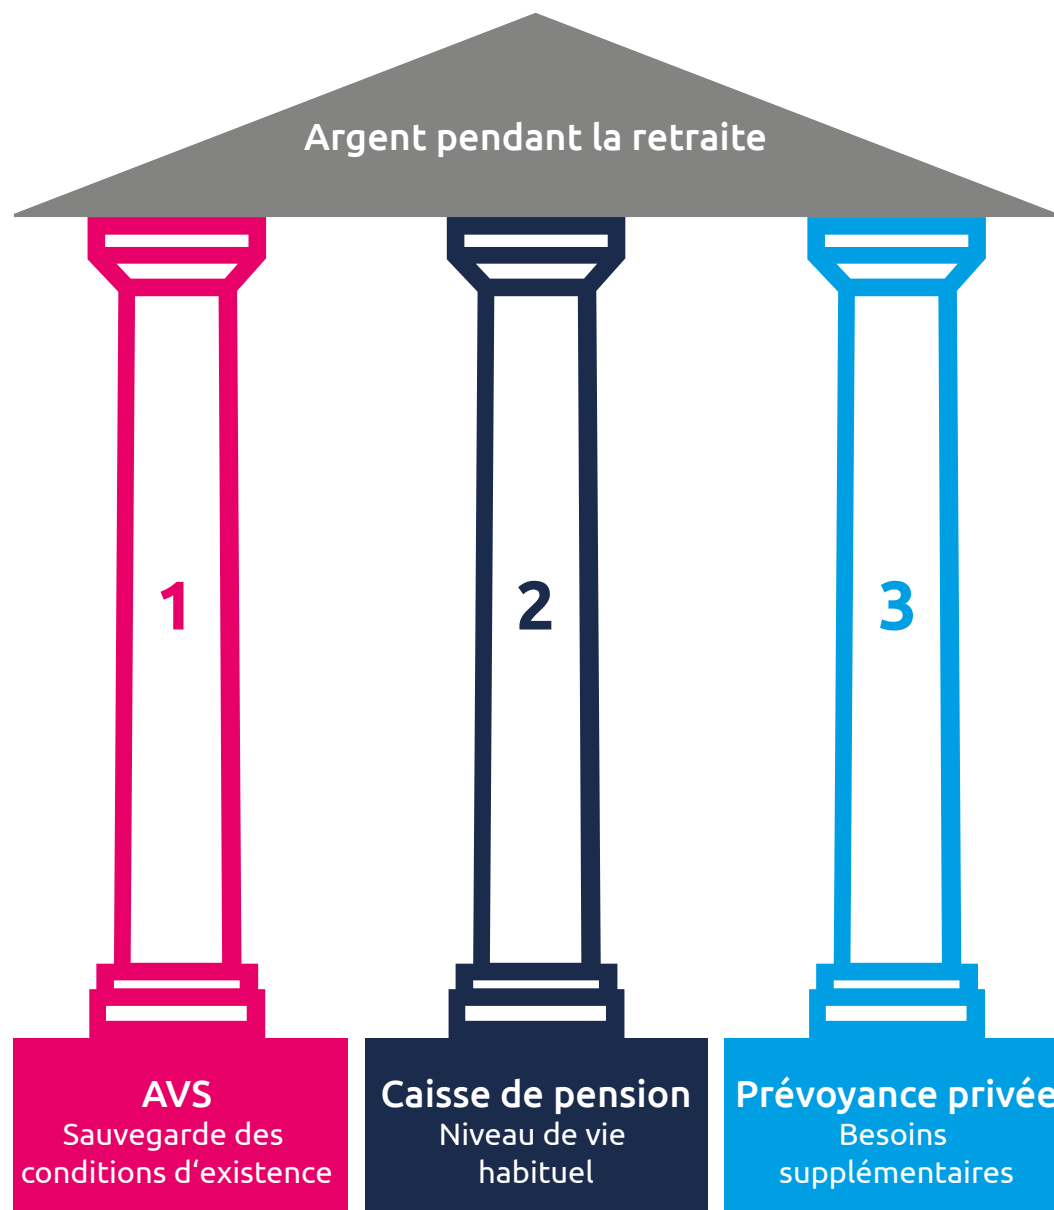 Argent pendant la retraite
1
2
3
AVS
Sauvegarde des
conditions d‘existence
Caisse de pension
Niveau de vie
habituel
Prévoyance privée
Besoins
supplémentaires